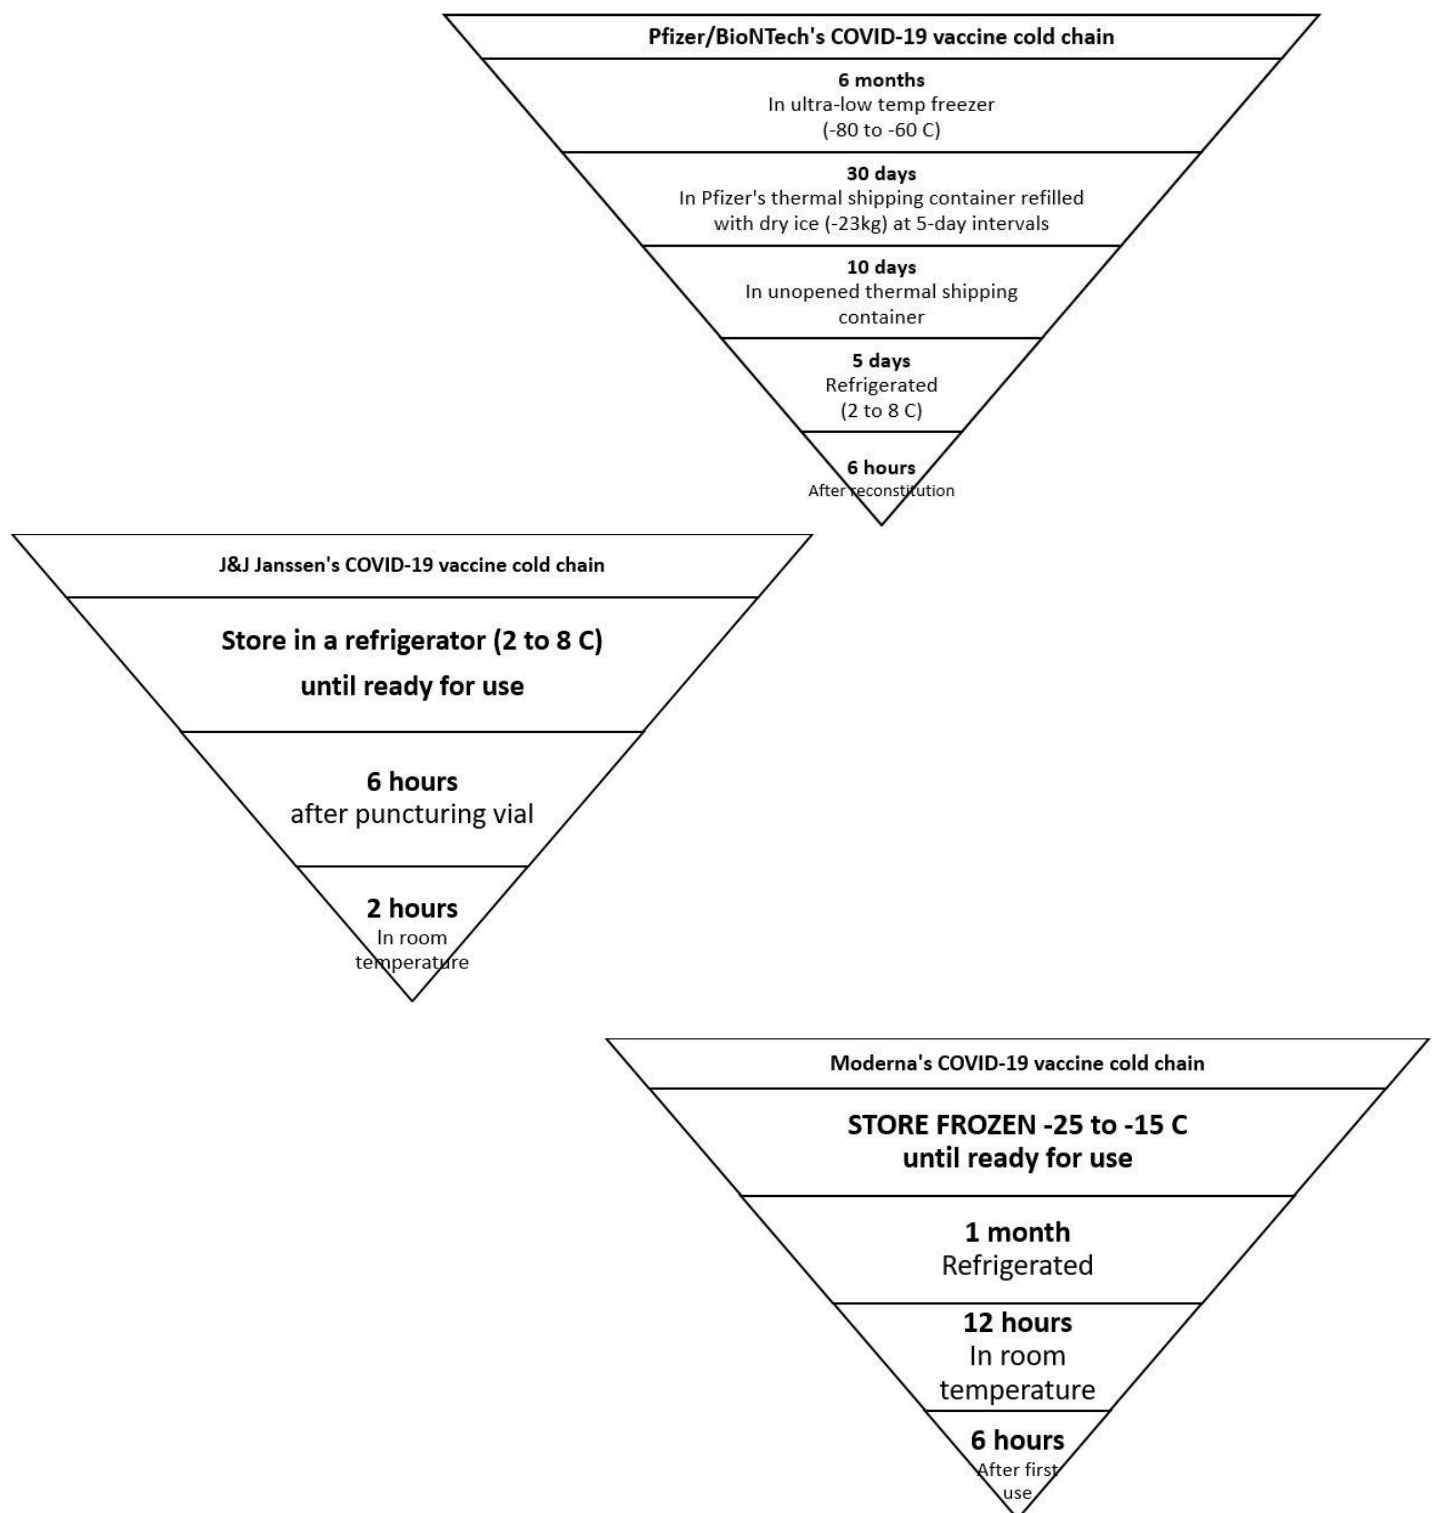 Pfizer/BioNTech's COVID-19 vaccine cold chain
6 months
In ultra-low temp freezer
(-80 to -60 C)
30 days
In Pfizer's thermal shipping container refilled
with dry ice (-23kg) at 5-day intervals
10 days
In unopened thermal shipping
container
5 days
Refrigerated
(2 to 8 C)
6 hours
After reconstitution
J&J Janssen's COVID-19 vaccine cold chain
Store in a refrigerator (2 to 8 C)
until ready for use
6 hours
after puncturing vial
2 hours
In room
temperature
Moderna's COVID-19 vaccine cold chain
STORE FROZEN -25 to -15 C
until ready for use
1 month
Refrigerated
12 hours
In room
temperature
6 hours
After first
use